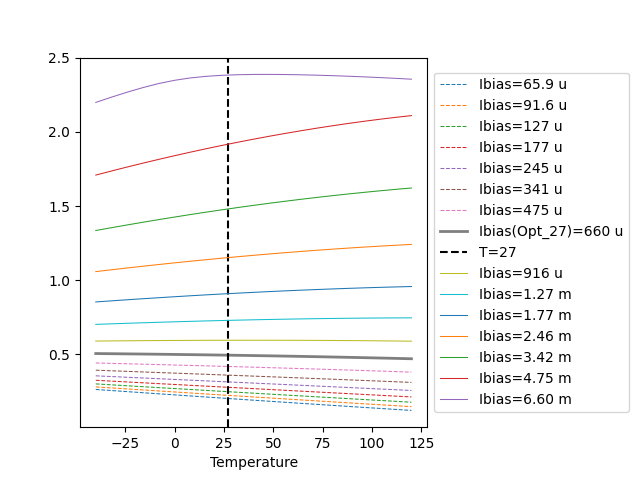 2.5
2.0
1.5
1.0
0.5
−25
0
25
50
75
100
125
Temperature
Ibias=65.9 u
Ibias=91.6 u
Ibias=127 u
Ibias=177 u
Ibias=245 u
Ibias=341 u
Ibias=475 u
Ibias(Opt_27)=660 u
T=27
Ibias=916 u
Ibias=1.27 m
Ibias=1.77 m
Ibias=2.46 m
Ibias=3.42 m
Ibias=4.75 m
Ibias=6.60 m